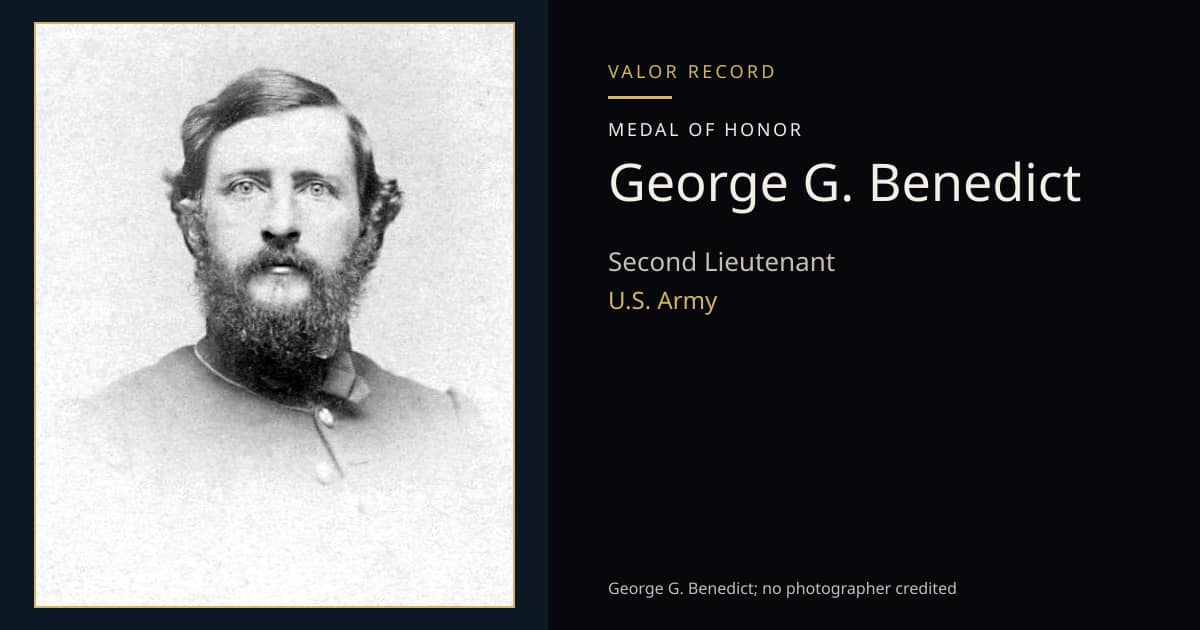 VALOR RECORD
MEDAL OF HONOR
George G. Benedict
Second Lieutenant
U.S. Army
George G. Benedict; no photographer credited